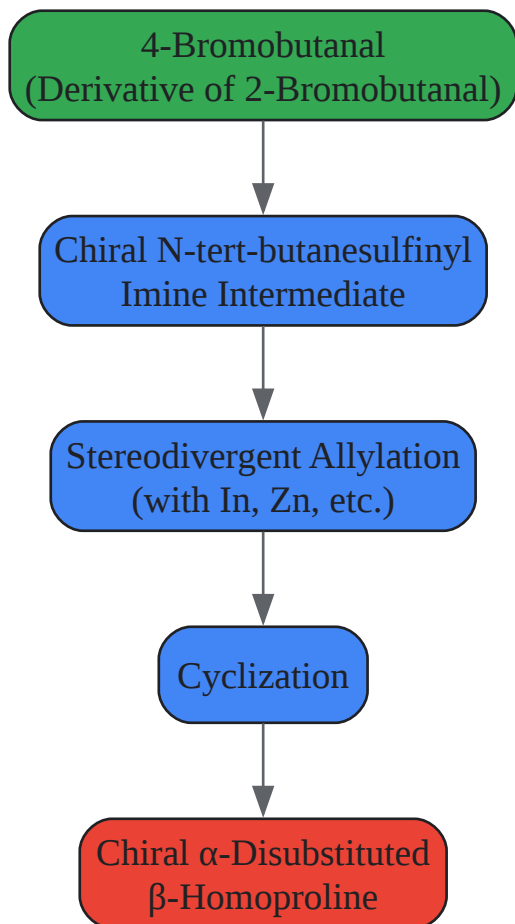 4-Bromobutanal
(Derivative of 2-Bromobutanal)
Chiral N-tert-butanesulfinyl
Imine Intermediate
Stereodivergent Allylation
(with In, Zn, etc.)
Cyclization
Chiral α-Disubstituted
β-Homoproline